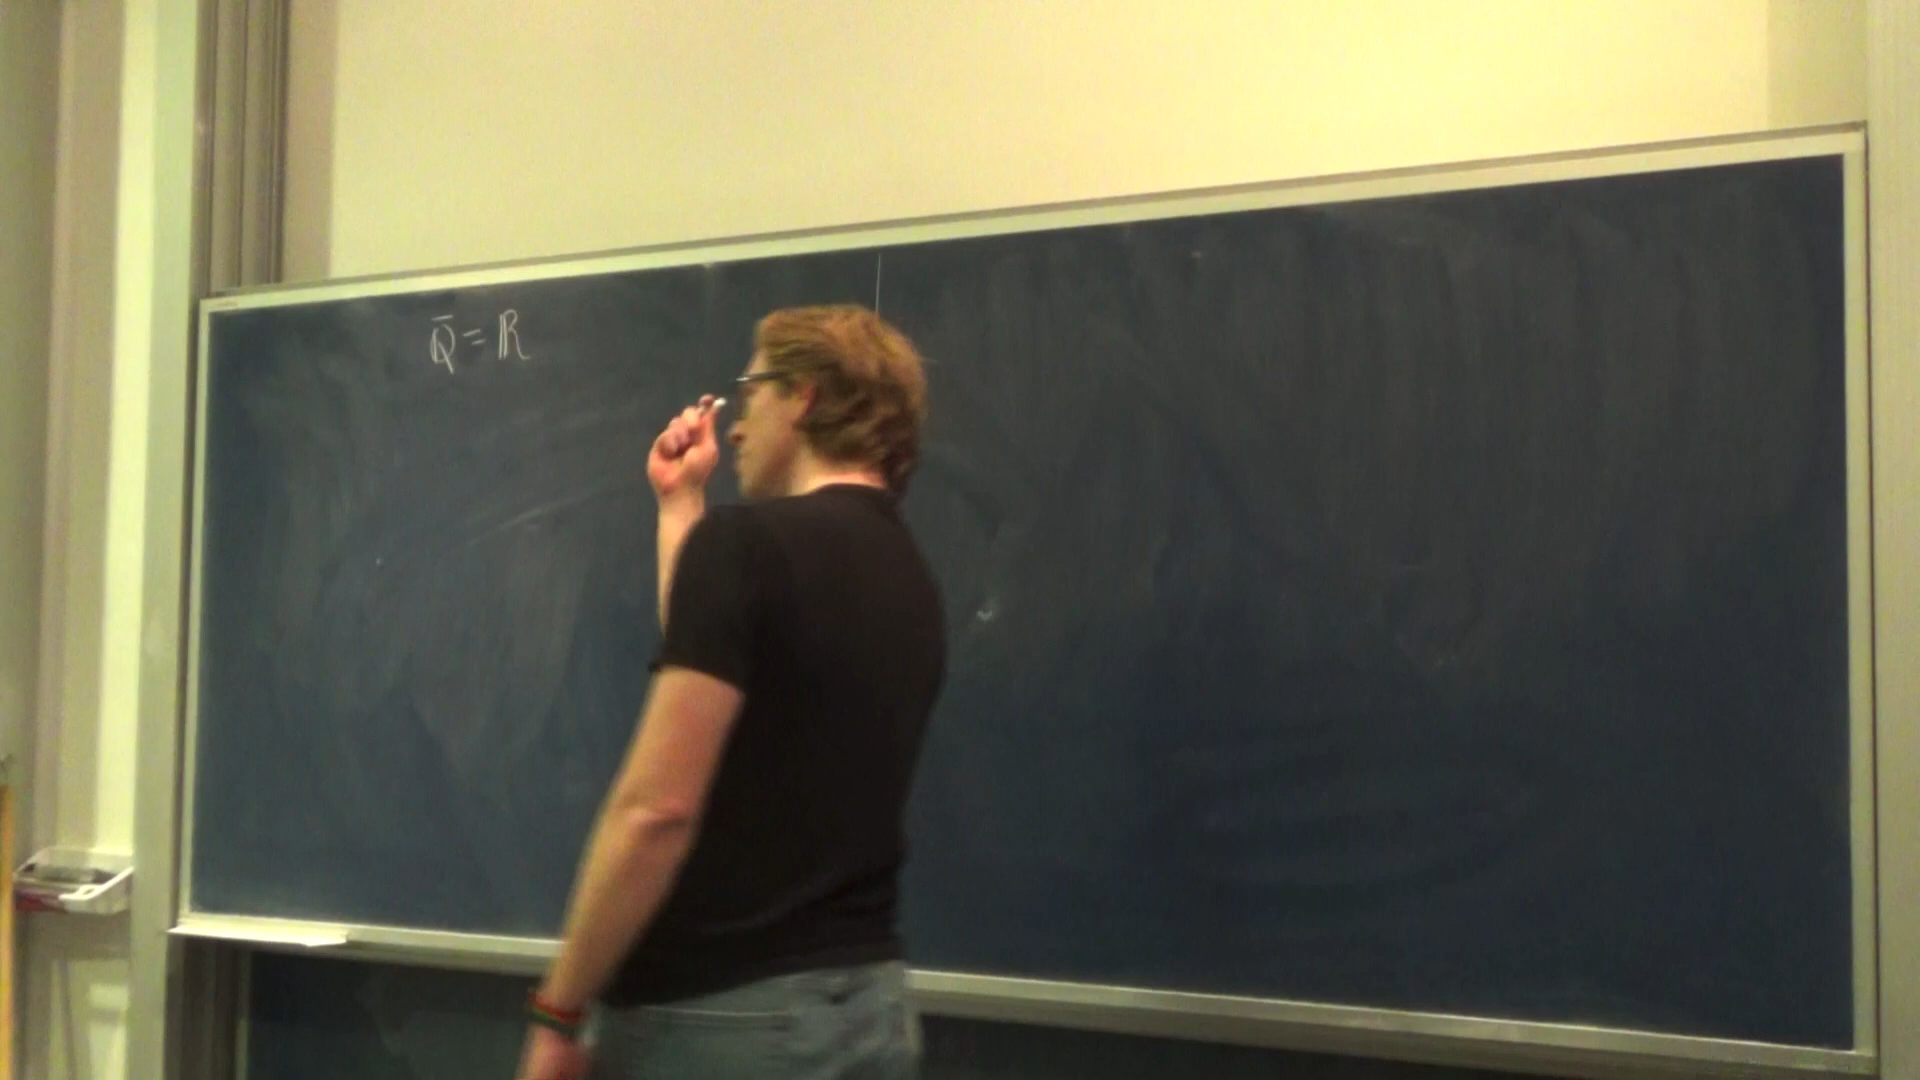 Q̄ = ℝ